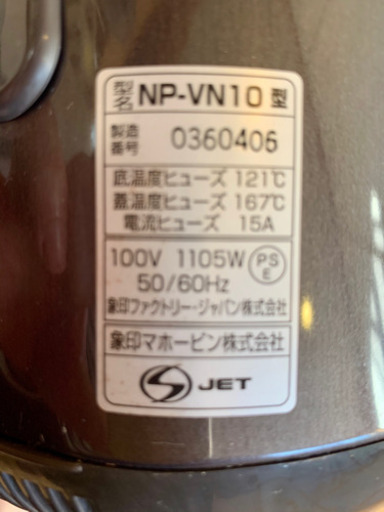 型名 NP-VN10 型
製造番号 0360406
底温度ヒューズ 121℃
蓋温度ヒューズ 167℃
電流ヒューズ 15A
100V 1105W PSE
50/60Hz
象印ファクトリー・ジャパン株式会社
象印マホービン株式会社
S JET